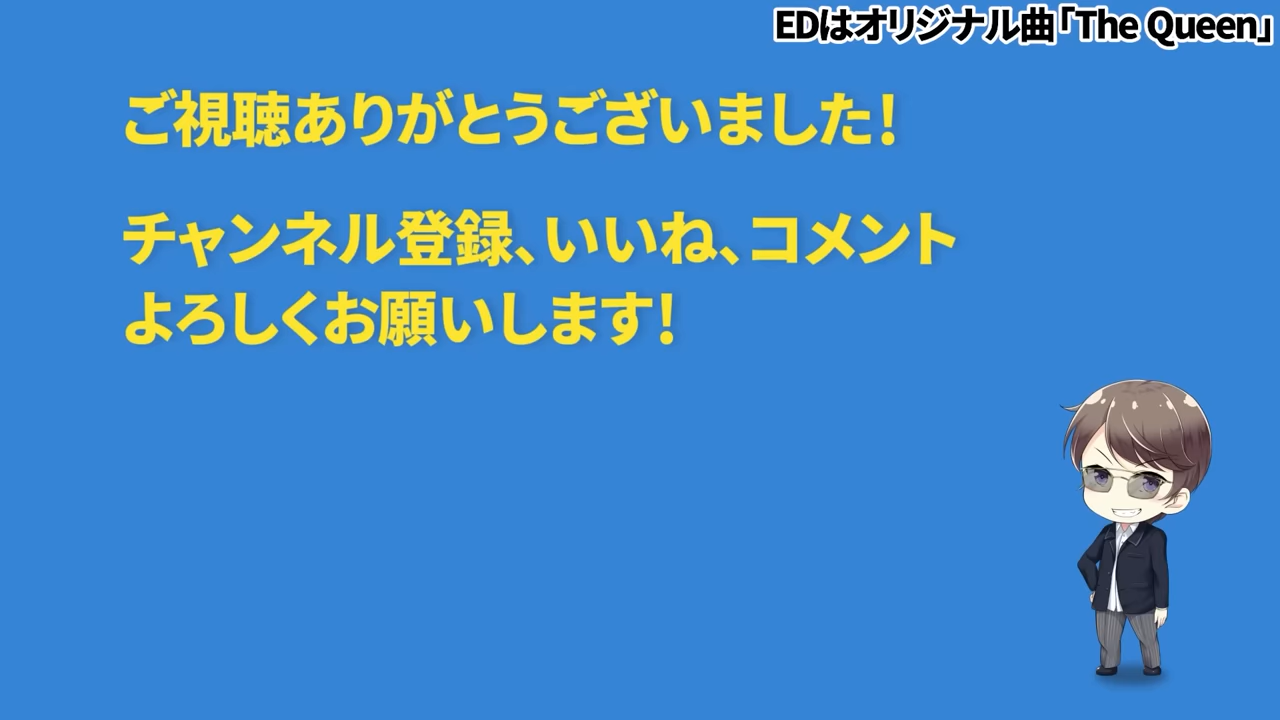 EDはオリジナル曲「The Queen」
ご視聴ありがとうございました!
チャンネル登録、いいね、コメント
よろしくお願いします!